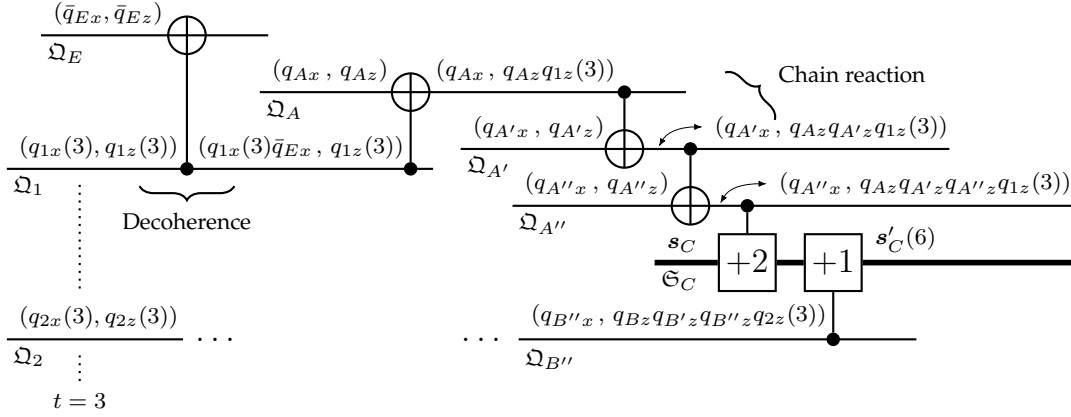 (q̄_{Ex}, q̄_{Ez})
𝔔_E
(q_{Ax} , q_{Az}) (q_{Ax} , q_{Az}q_{1z}(3))
Chain reaction
𝔔_A
(q_{A′x} , q_{A′z}) (q_{A′x} , q_{Az}q_{A′z}q_{1z}(3))
(q_{1x}(3), q_{1z}(3)) (q_{1x}(3)q̄_{Ex} , q_{1z}(3))
𝔔_{A′}
𝔔_1
(q_{A″x} , q_{A″z}) (q_{A″x} , q_{Az}q_{A′z}q_{A″z}q_{1z}(3))
Decoherence
𝔔_{A″}
𝒔_C 𝒔′_C(6)
+2 +1
𝔖_C
(q_{2x}(3), q_{2z}(3)) (q_{B″x} , q_{Bz}q_{B′z}q_{B″z}q_{2z}(3))
· · · · · ·
𝔔_2 𝔔_{B″}
t = 3